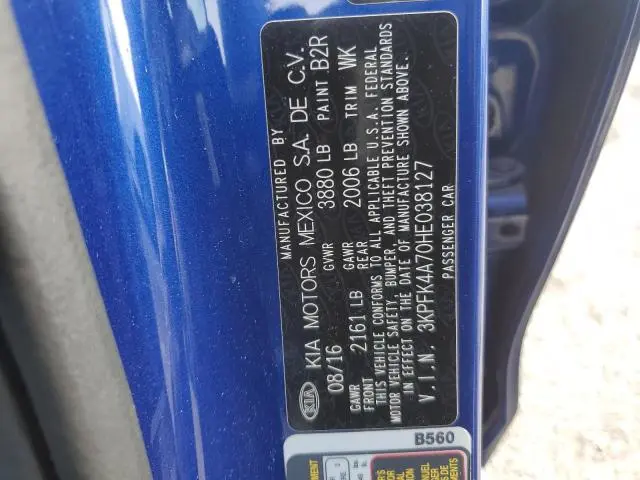 MANUFACTURED BY
KIA KIA MOTORS MEXICO S.A. DE C.V.
08/16 GVWR 3880 LB PAINT B2R
GAWR FRONT 2161 LB GAWR REAR 2006 LB TRIM WK
THIS VEHICLE CONFORMS TO ALL APPLICABLE U.S.A. FEDERAL
MOTOR VEHICLE SAFETY, BUMPER, AND THEFT PREVENTION STANDARDS
IN EFFECT ON THE DATE OF MANUFACTURE SHOWN ABOVE.
V.I.N. 3KPFK4A70HE038127
PASSENGER CAR
B560